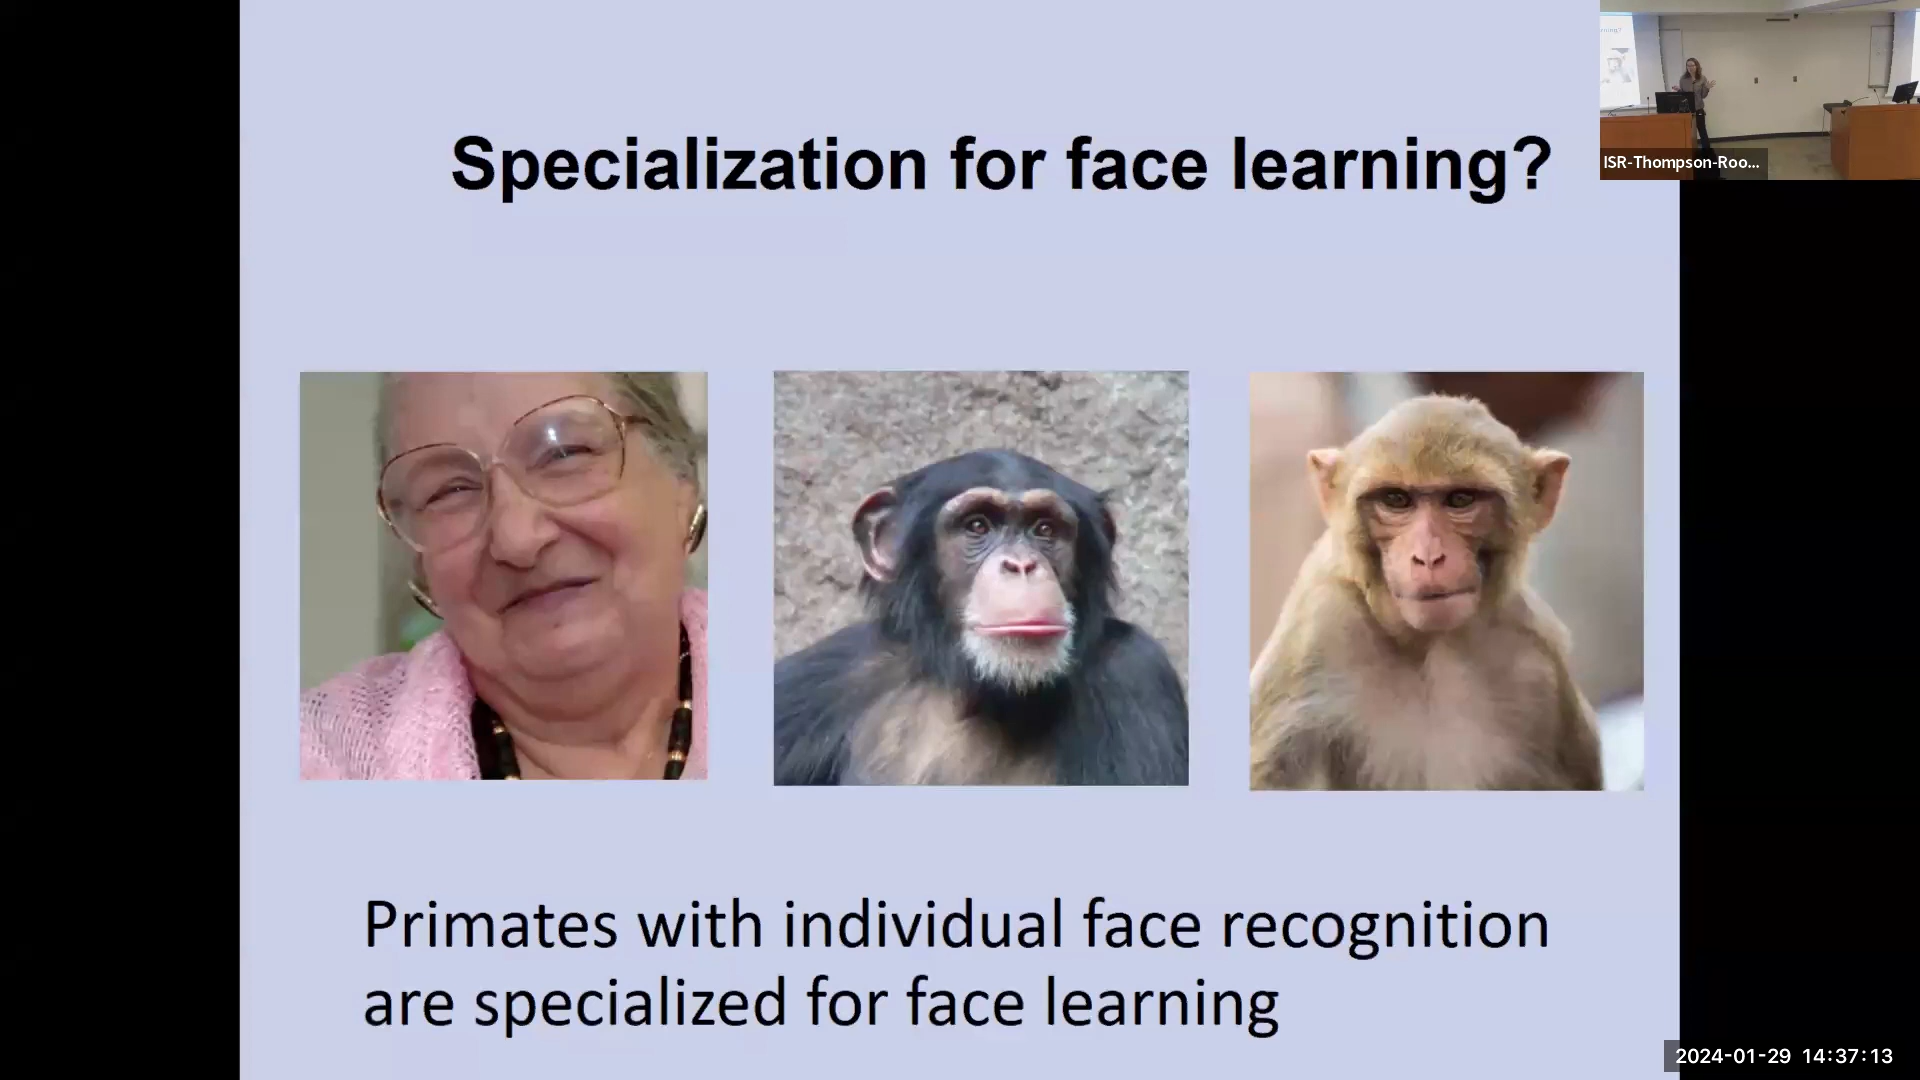 Specialization for face learning?
ISR-Thompson-Roo...
Primates with individual face recognition
are specialized for face learning
2024-01-29 14:37:13